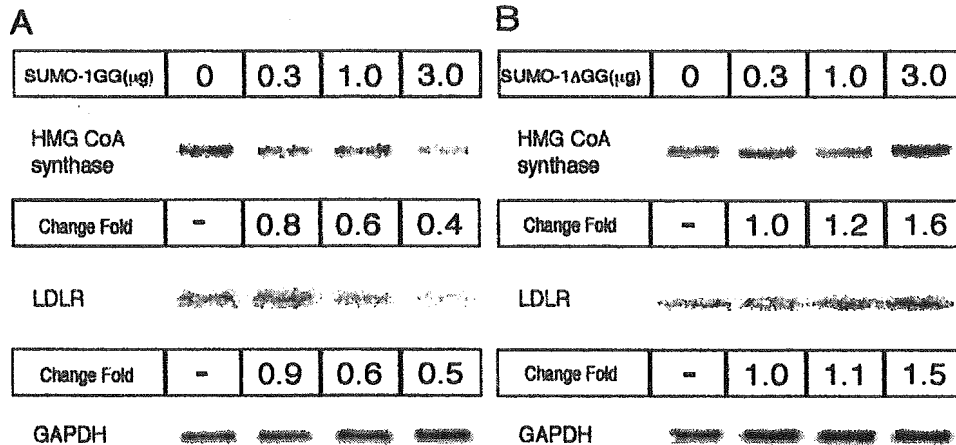 A
SUMO-1GG(μg) 0 0.3 1.0 3.0
HMG CoA
synthase
Change Fold - 0.8 0.6 0.4
LDLR
Change Fold - 0.9 0.6 0.5
GAPDH
B
SUMO-1ΔGG(μg) 0 0.3 1.0 3.0
HMG CoA
synthase
Change Fold - 1.0 1.2 1.6
LDLR
Change Fold - 1.0 1.1 1.5
GAPDH